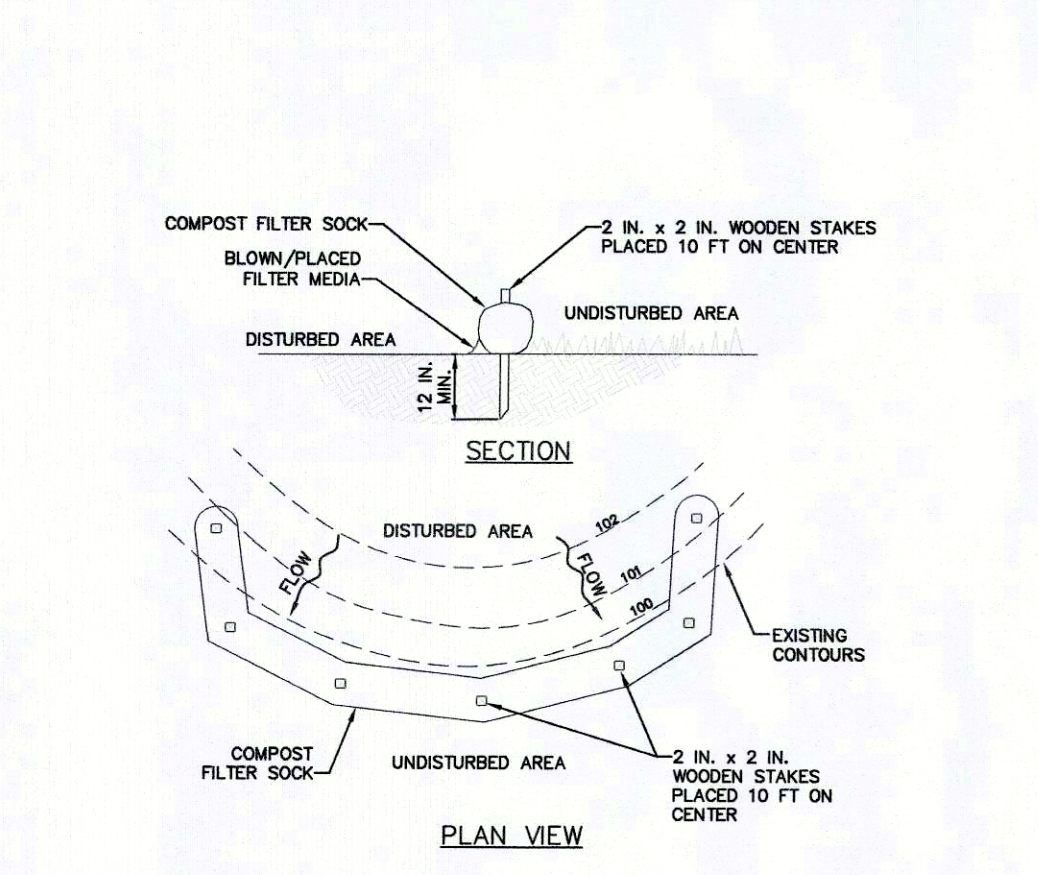 COMPOST FILTER SOCK
2 IN. x 2 IN. WOODEN STAKES
PLACED 10 FT ON CENTER
BLOWN/PLACED
FILTER MEDIA
UNDISTURBED AREA
DISTURBED AREA
12 IN.
MIN.
SECTION
DISTURBED AREA
102
FLOW
FLOW
101
100
EXISTING
CONTOURS
COMPOST
FILTER SOCK
UNDISTURBED AREA
2 IN. x 2 IN.
WOODEN STAKES
PLACED 10 FT ON
CENTER
PLAN VIEW